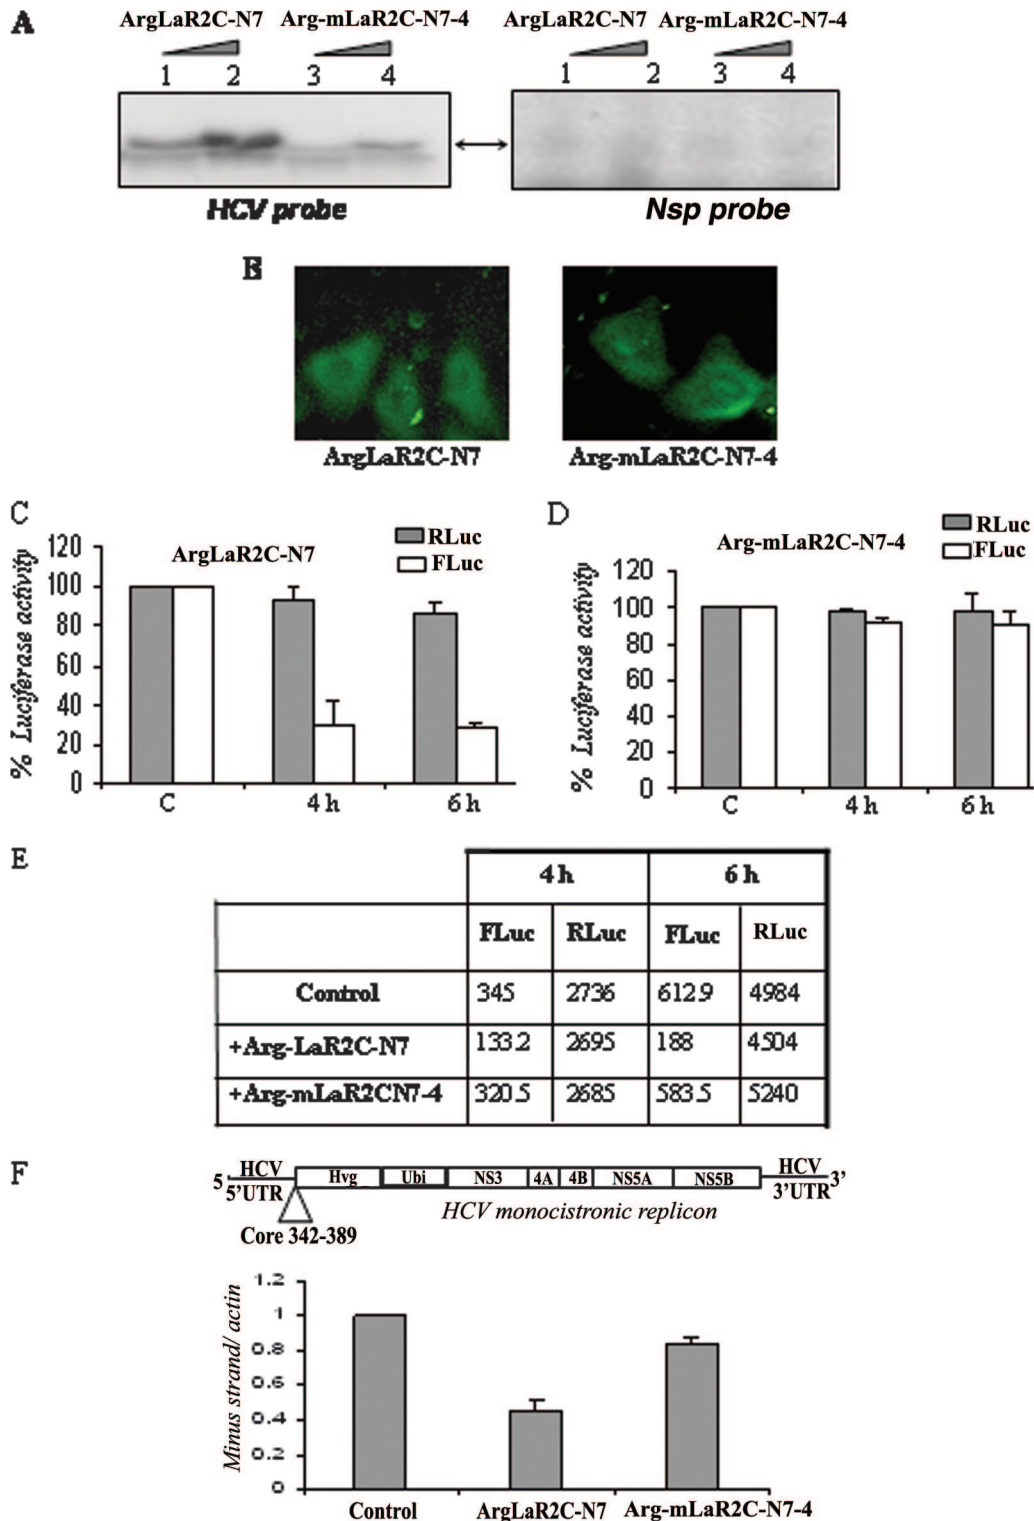 A
ArgLaR2C-N7 Arg-mLaR2C-N7-4 ArgLaR2C-N7 Arg-mLaR2C-N7-4
1 2 3 4 1 2 3 4
HCV probe Nsp probe
B
ArgLaR2C-N7 Arg-mLaR2C-N7-4
C
ArgLaR2C-N7
RLuc
FLuc
% Luciferase activity
120
100
80
60
40
20
0
C 4 h 6 h
D
Arg-mLaR2C-N7-4
RLuc
FLuc
% Luciferase activity
120
100
80
60
40
20
0
C 4 h 6 h
E
4 h 6 h
FLuc RLuc FLuc RLuc
Control 345 2736 612.9 4984
+Arg-LaR2C-N7 133.2 2695 188 4504
+Arg-mLaR2CN7-4 320.5 2685 583.5 5240
F
5 HCV 5'UTR Hyg Ubi NS3 4A 4B NS5A NS5B HCV 3'UTR 3'
Core 342-389
HCV monocistronic replicon
Minus strand/ actin
1.2
1
0.8
0.6
0.4
0.2
0
Control ArgLaR2C-N7 Arg-mLaR2C-N7-4